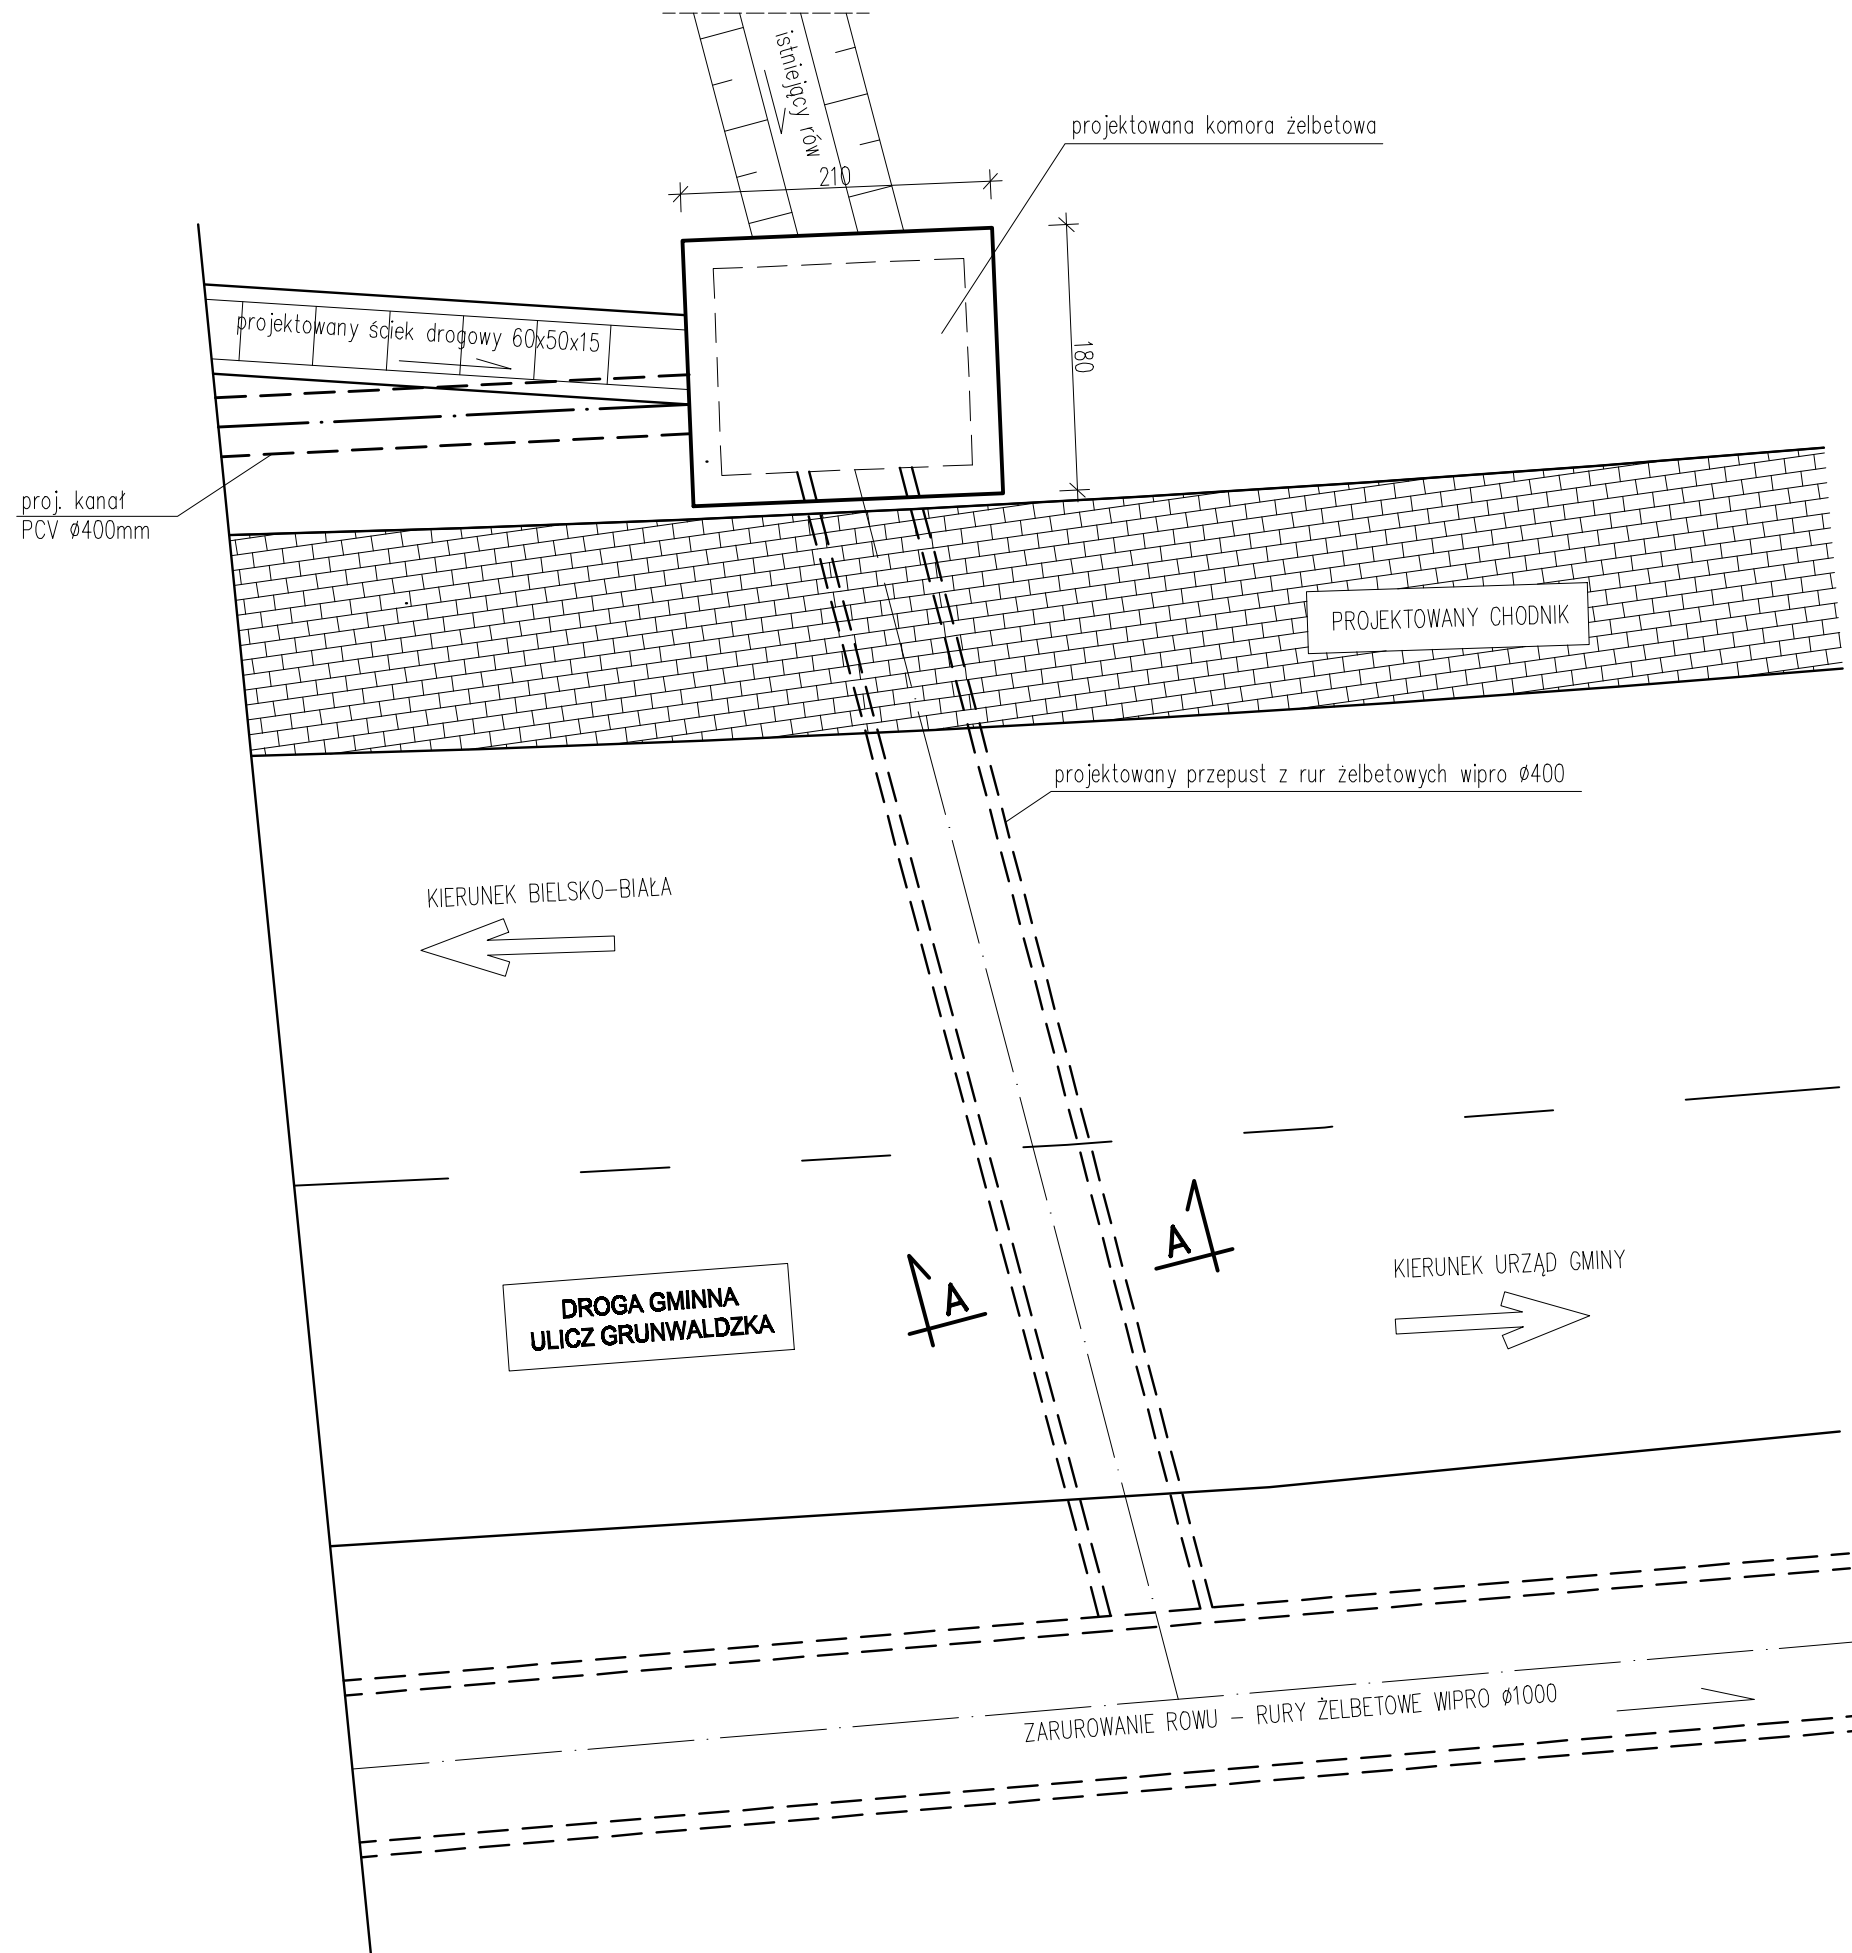 istniejący rów
projektowana komora żelbetowa
210
180
projektowany ściek drogowy 60x50x15
proj. kanał
PCV Ø400mm
PROJEKTOWANY CHODNIK
projektowany przepust z rur żelbetowych wipro Ø400
KIERUNEK BIELSKO-BIAŁA
A
A
KIERUNEK URZĄD GMINY
DROGA GMINNA
ULICZ GRUNWALDZKA
ZARUROWANIE ROWU - RURY ŻELBETOWE WIPRO Ø1000